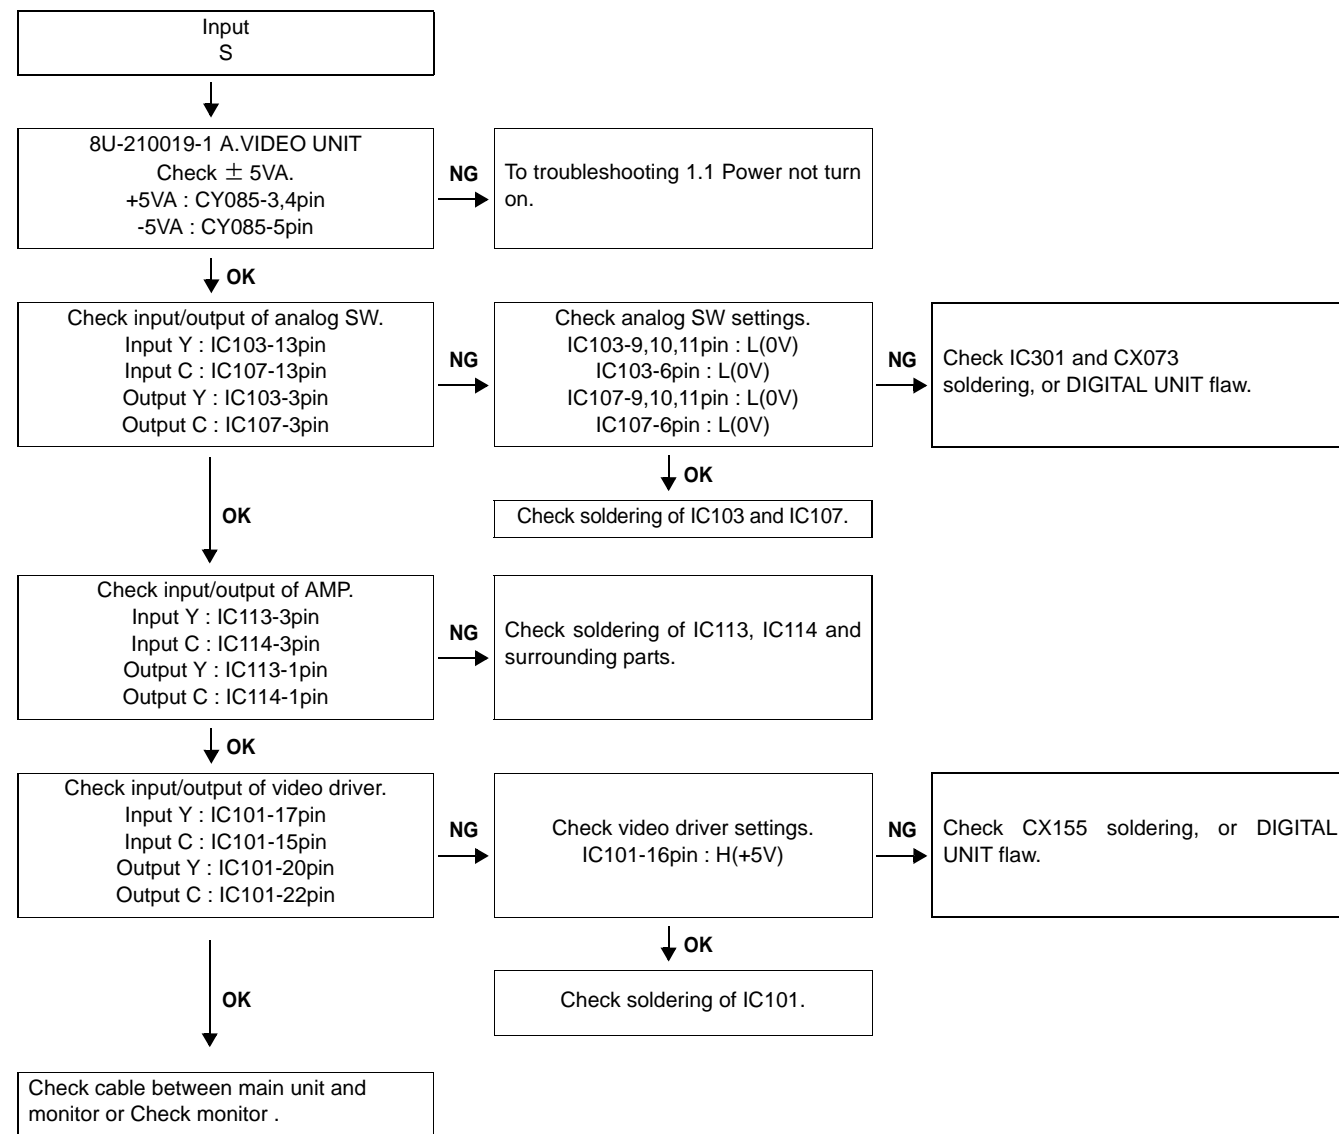 Input
S
8U-210019-1 A.VIDEO UNIT
Check ± 5VA.
+5VA : CY085-3,4pin
-5VA : CY085-5pin
NG
To troubleshooting 1.1 Power not turn
on.
OK
Check input/output of analog SW.
Input Y : IC103-13pin
Input C : IC107-13pin
Output Y : IC103-3pin
Output C : IC107-3pin
NG
Check analog SW settings.
IC103-9,10,11pin : L(0V)
IC103-6pin : L(0V)
IC107-9,10,11pin : L(0V)
IC107-6pin : L(0V)
NG
Check IC301 and CX073
soldering, or DIGITAL UNIT flaw.
OK
Check soldering of IC103 and IC107.
OK
Check input/output of AMP.
Input Y : IC113-3pin
Input C : IC114-3pin
Output Y : IC113-1pin
Output C : IC114-1pin
NG
Check soldering of IC113, IC114 and
surrounding parts.
OK
Check input/output of video driver.
Input Y : IC101-17pin
Input C : IC101-15pin
Output Y : IC101-20pin
Output C : IC101-22pin
NG
Check video driver settings.
IC101-16pin : H(+5V)
NG
Check CX155 soldering, or DIGITAL
UNIT flaw.
OK
Check soldering of IC101.
OK
Check cable between main unit and
monitor or Check monitor .